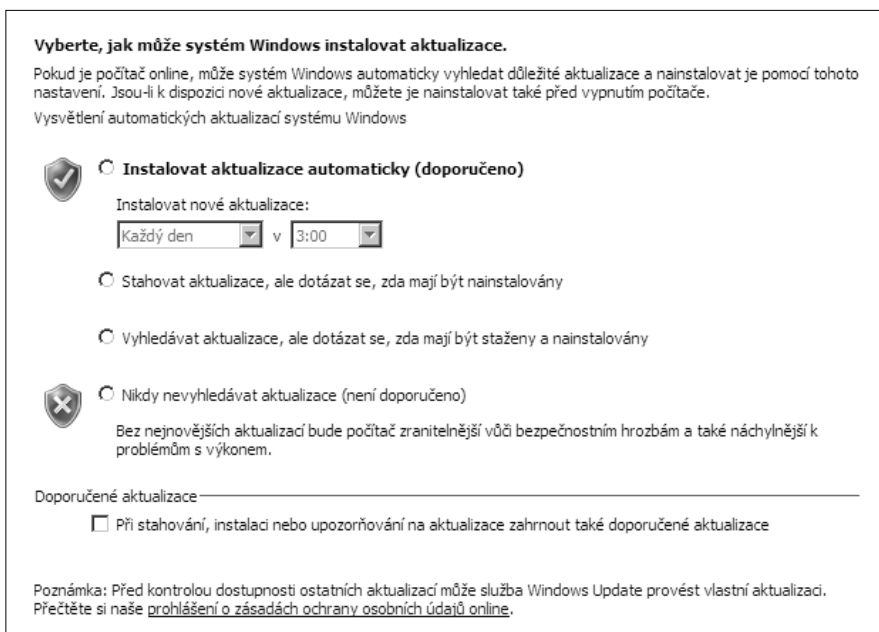 Vyberte, jak může systém Windows instalovat aktualizace.
Pokud je počítač online, může systém Windows automaticky vyhledat důležité aktualizace a nainstalovat je pomocí tohoto
nastavení. Jsou-li k dispozici nové aktualizace, můžete je nainstalovat také před vypnutím počítače.
Vysvětlení automatických aktualizací systému Windows
Instalovat aktualizace automaticky (doporučeno)
Instalovat nové aktualizace:
Každý den v 3:00
Stahovat aktualizace, ale dotázat se, zda mají být nainstalovány
Vyhledávat aktualizace, ale dotázat se, zda mají být staženy a nainstalovány
Nikdy nevyhledávat aktualizace (není doporučeno)
Bez nejnovějších aktualizací bude počítač zranitelnější vůči bezpečnostním hrozbám a také náchylnější k
problémům s výkonem.
Doporučené aktualizace
Při stahování, instalaci nebo upozorňování na aktualizace zahrnout také doporučené aktualizace
Poznámka: Před kontrolou dostupnosti ostatních aktualizací může služba Windows Update provést vlastní aktualizaci.
Přečtěte si naše prohlášení o zásadách ochrany osobních údajů online.